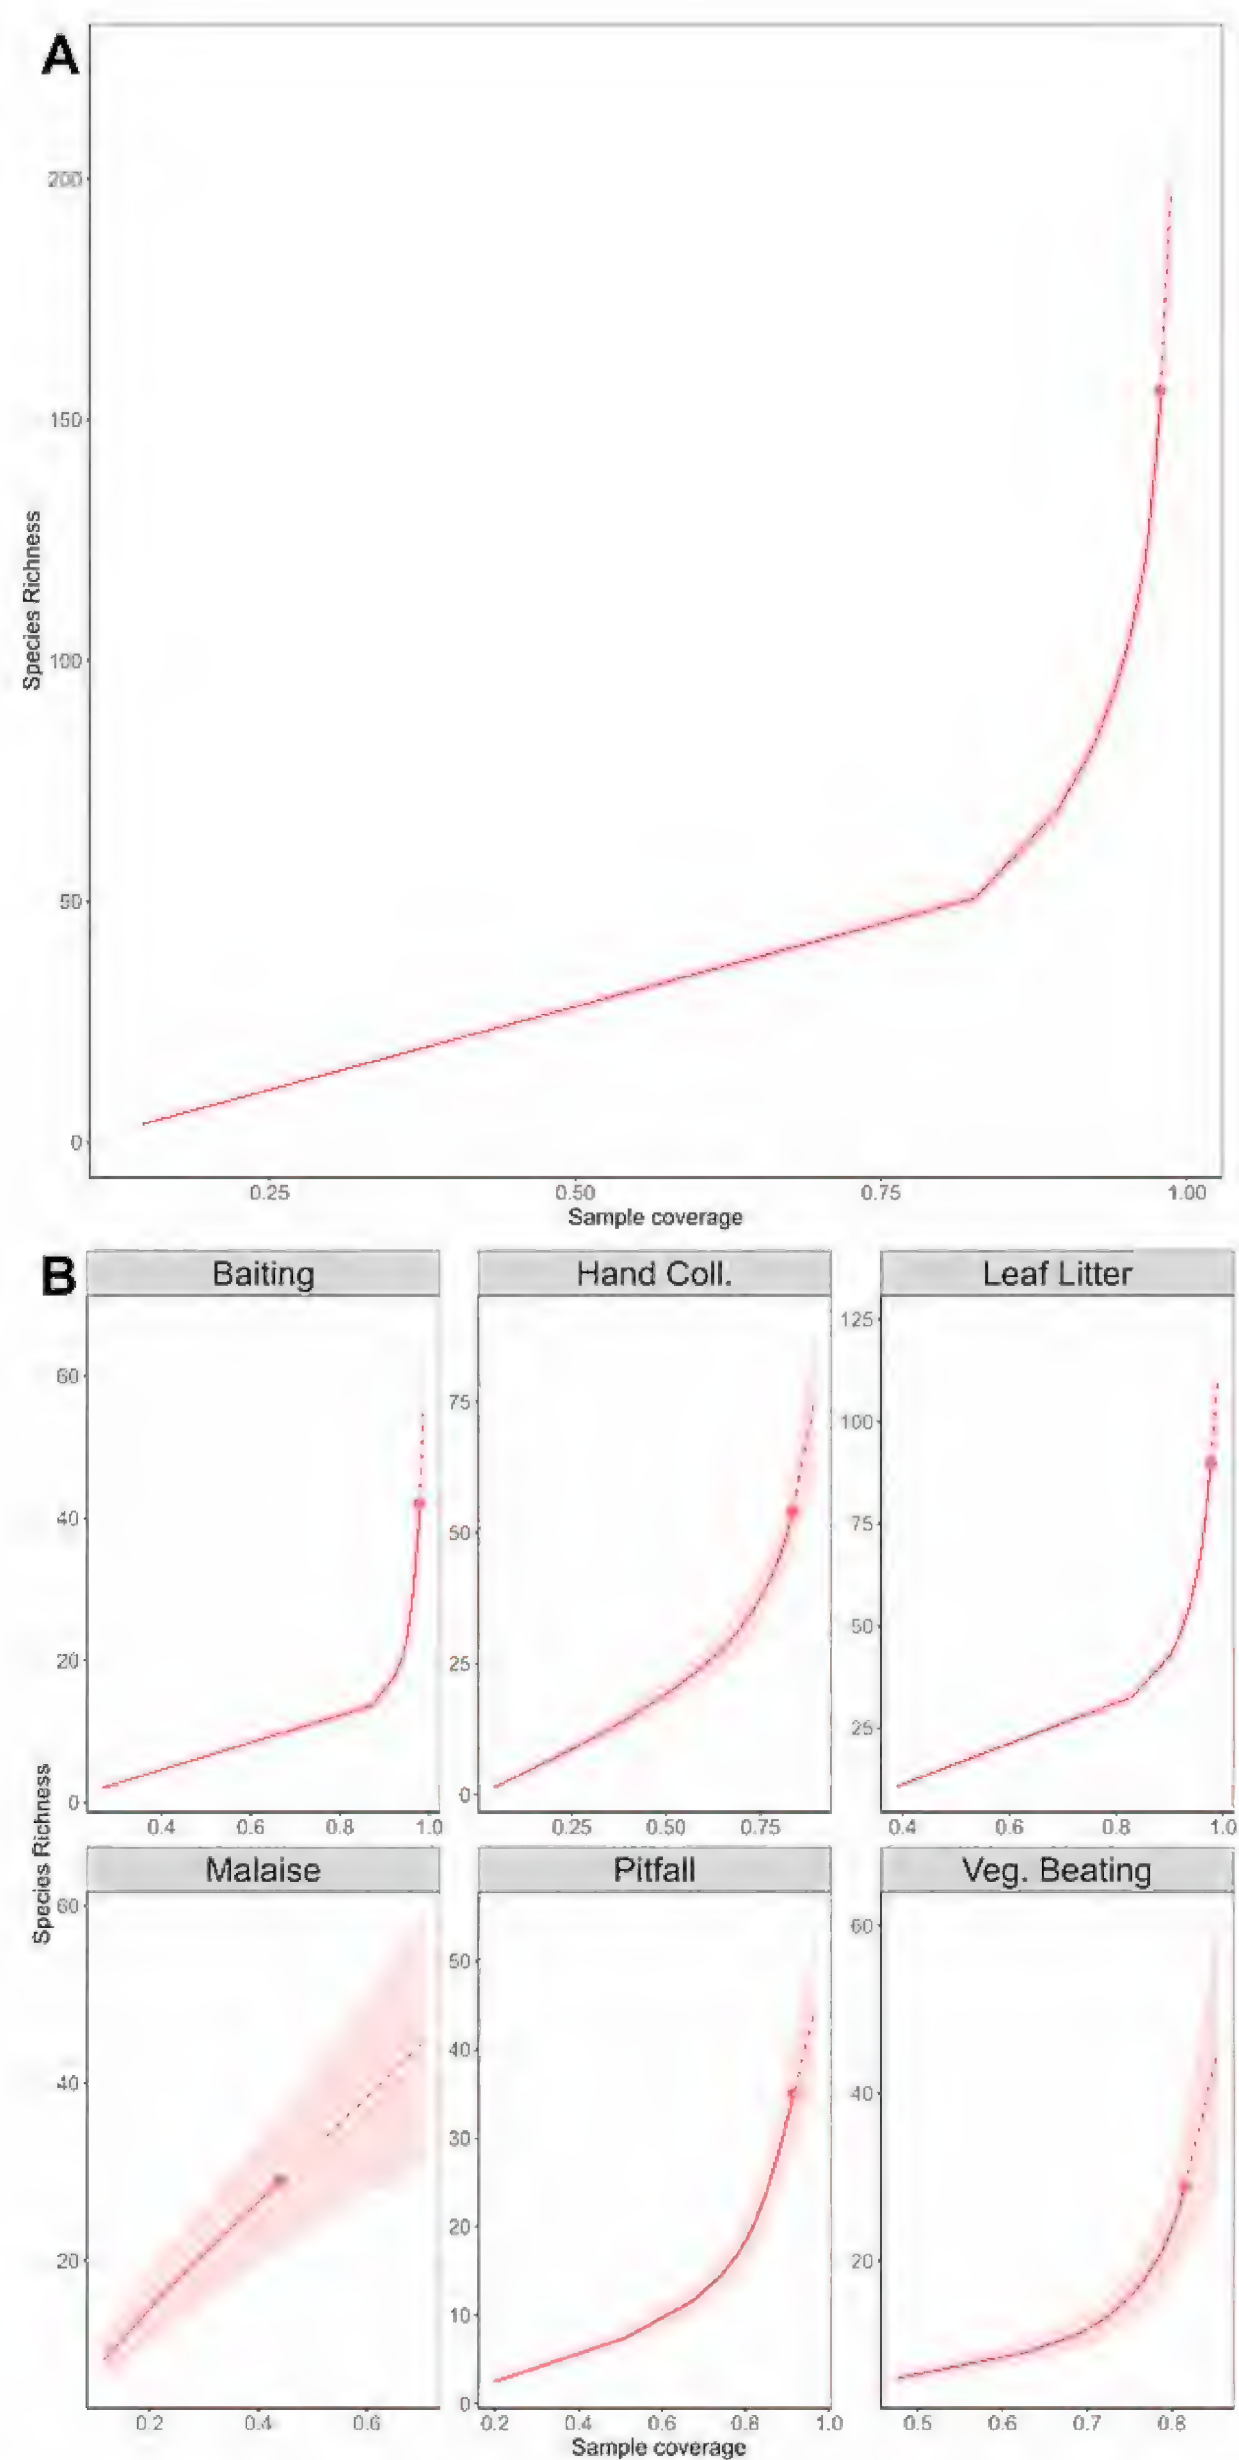 A
Species Richness
200
150
100
50
0
0.25 0.50 0.75 1.00
Sample coverage
B
Species Richness
Baiting
60
40
20
0
0.4 0.6 0.8 1.0
Hand Coll.
75
50
25
0
0.25 0.50 0.75
Leaf Litter
125
100
75
50
25
0.4 0.6 0.8 1.0
Malaise
60
40
20
0.2 0.4 0.6
Pitfall
50
40
30
20
10
0
0.2 0.4 0.6 0.8 1.0
Veg. Beating
60
40
20
0.5 0.6 0.7 0.8
Sample coverage